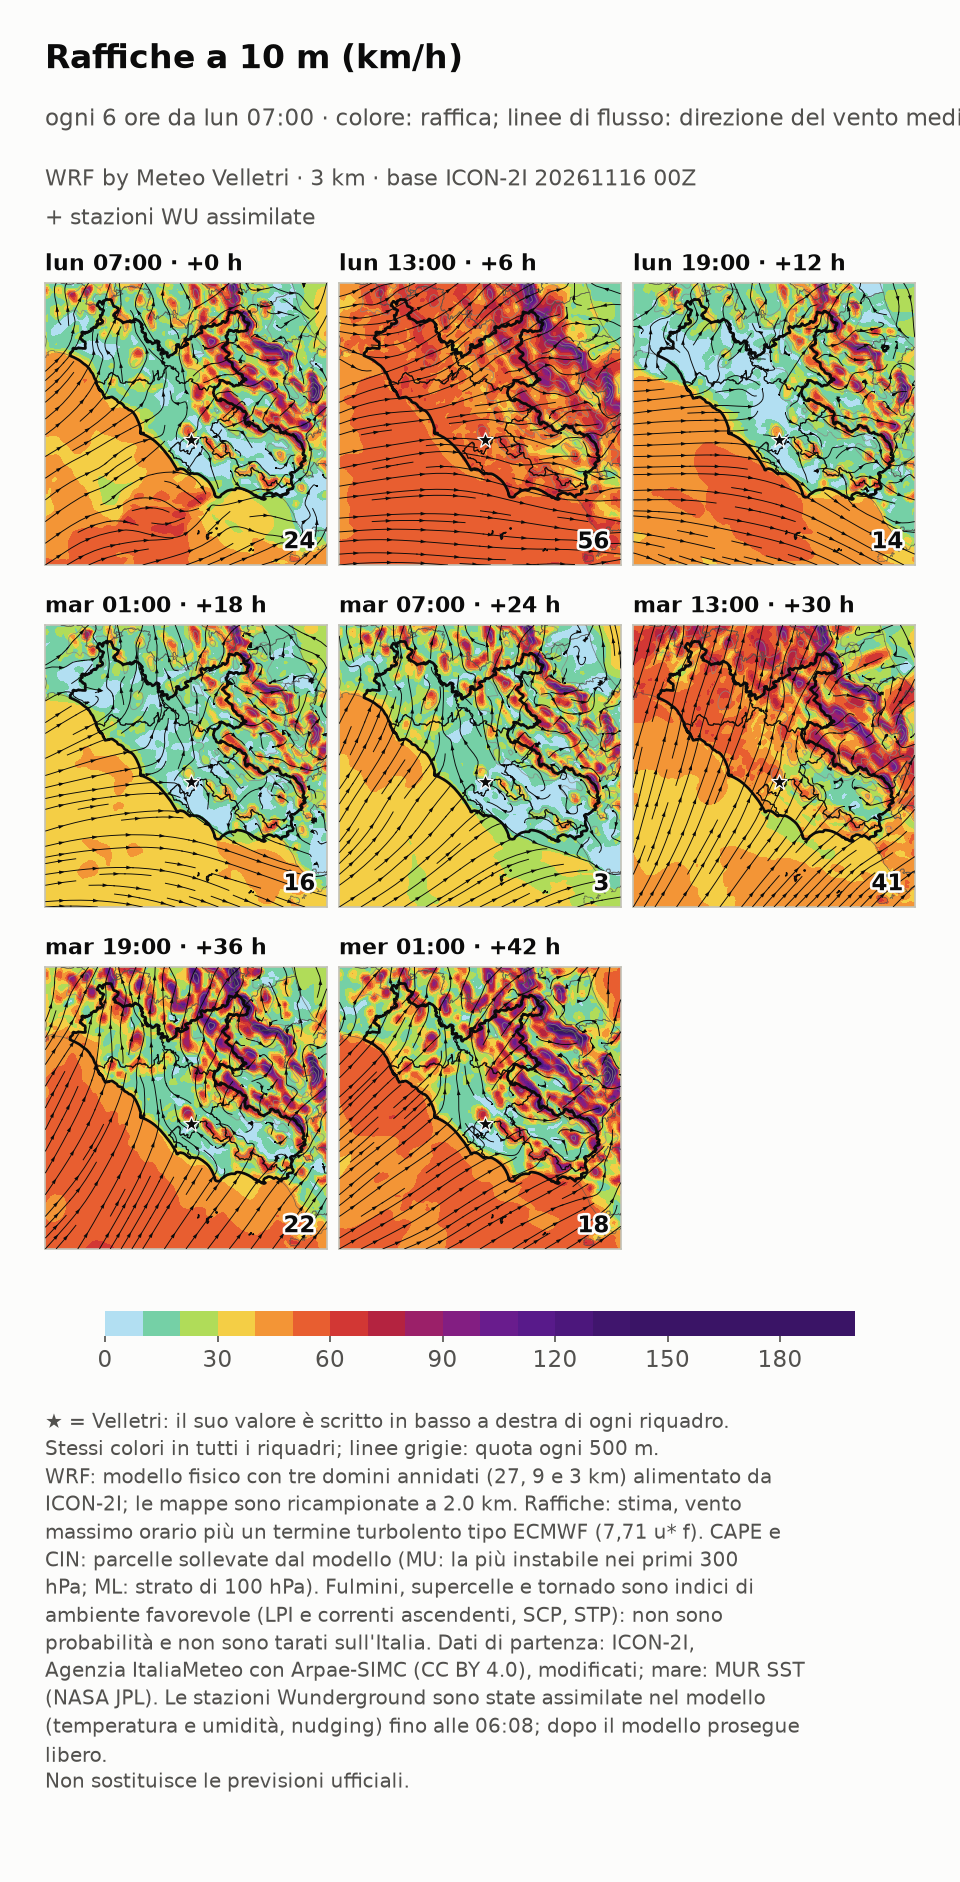 Raffiche a 10 m (km/h)
ogni 6 ore da lun 07:00 · colore: raffica; linee di flusso: direzione del vento medi
WRF by Meteo Velletri · 3 km · base ICON-2I 20261116 00Z
+ stazioni WU assimilate
lun 07:00 · +0 h
lun 13:00 · +6 h
lun 19:00 · +12 h
24
56
14
mar 01:00 · +18 h
mar 07:00 · +24 h
mar 13:00 · +30 h
16
3
41
mar 19:00 · +36 h
mer 01:00 · +42 h
22
18
0 30 60 90 120 150 180
★ = Velletri: il suo valore è scritto in basso a destra di ogni riquadro.
Stessi colori in tutti i riquadri; linee grigie: quota ogni 500 m.
WRF: modello fisico con tre domini annidati (27, 9 e 3 km) alimentato da
ICON-2I; le mappe sono ricampionate a 2.0 km. Raffiche: stima, vento
massimo orario più un termine turbolento tipo ECMWF (7,71 u* f). CAPE e
CIN: parcelle sollevate dal modello (MU: la più instabile nei primi 300
hPa; ML: strato di 100 hPa). Fulmini, supercelle e tornado sono indici di
ambiente favorevole (LPI e correnti ascendenti, SCP, STP): non sono
probabilità e non sono tarati sull'Italia. Dati di partenza: ICON-2I,
Agenzia ItaliaMeteo con Arpae-SIMC (CC BY 4.0), modificati; mare: MUR SST
(NASA JPL). Le stazioni Wunderground sono state assimilate nel modello
(temperatura e umidità, nudging) fino alle 06:08; dopo il modello prosegue
libero.
Non sostituisce le previsioni ufficiali.